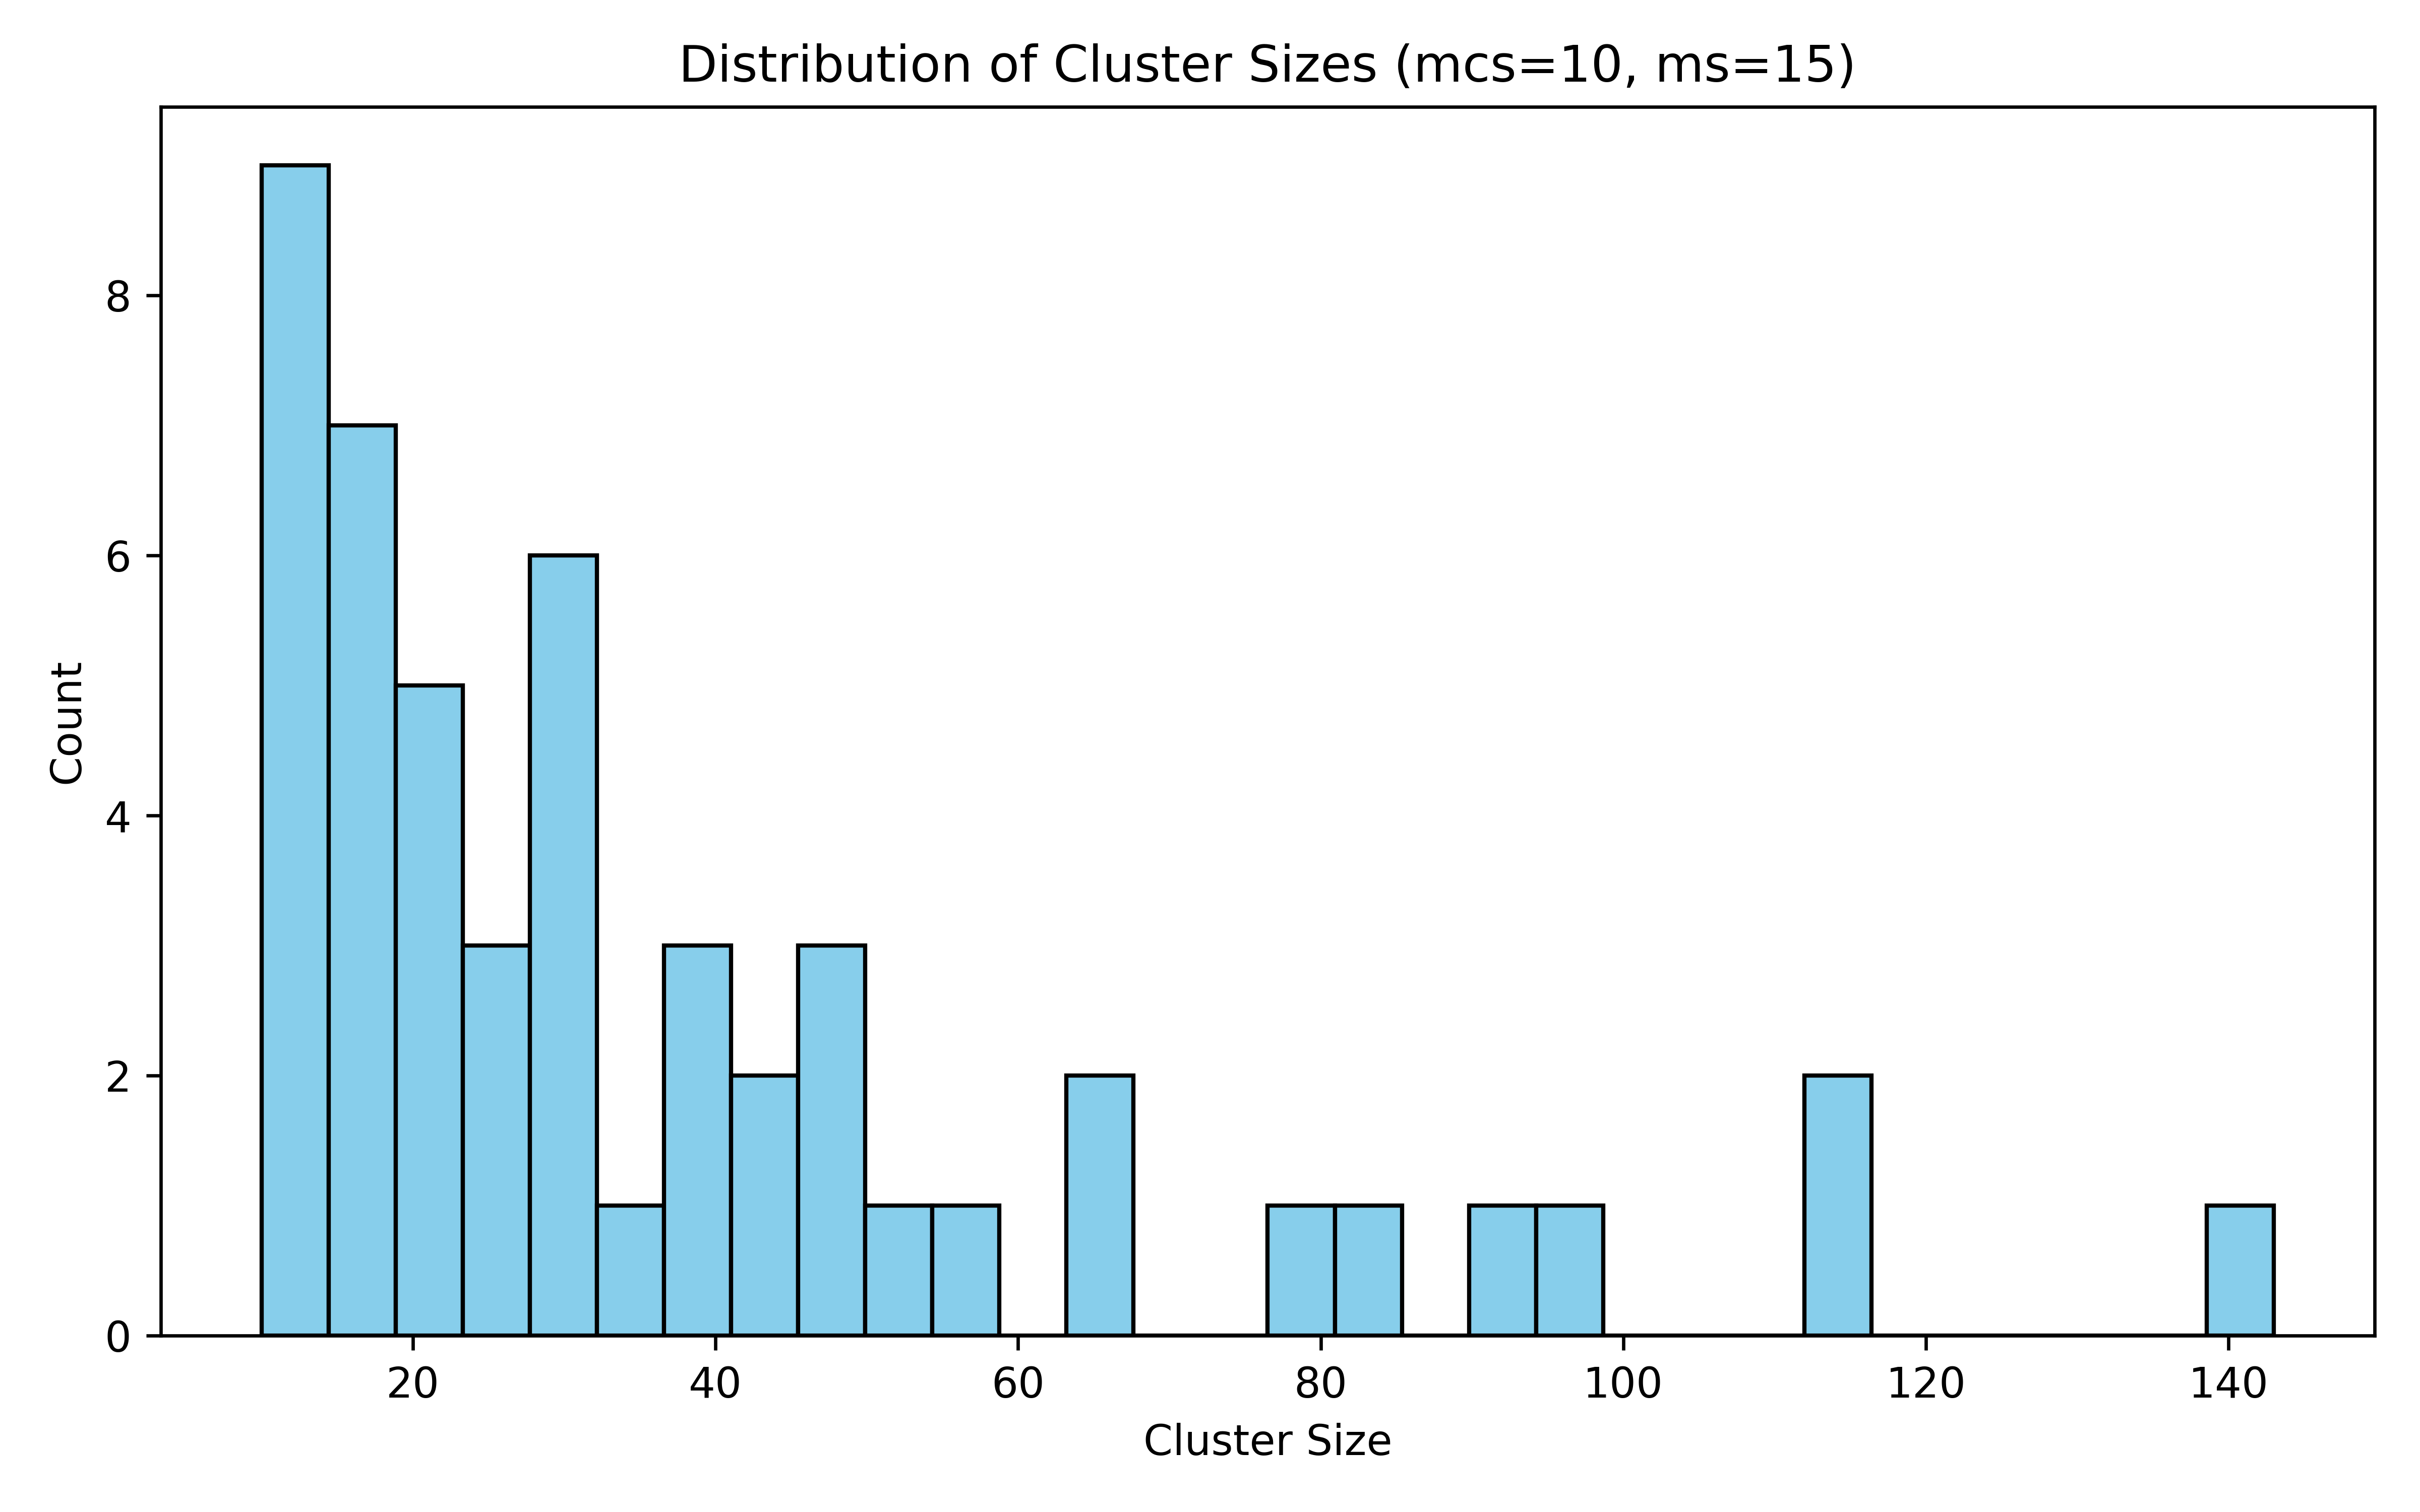 Distribution of Cluster Sizes (mcs=10, ms=15)
8
6
4
2
0
Count
20 40 60 80 100 120 140
Cluster Size